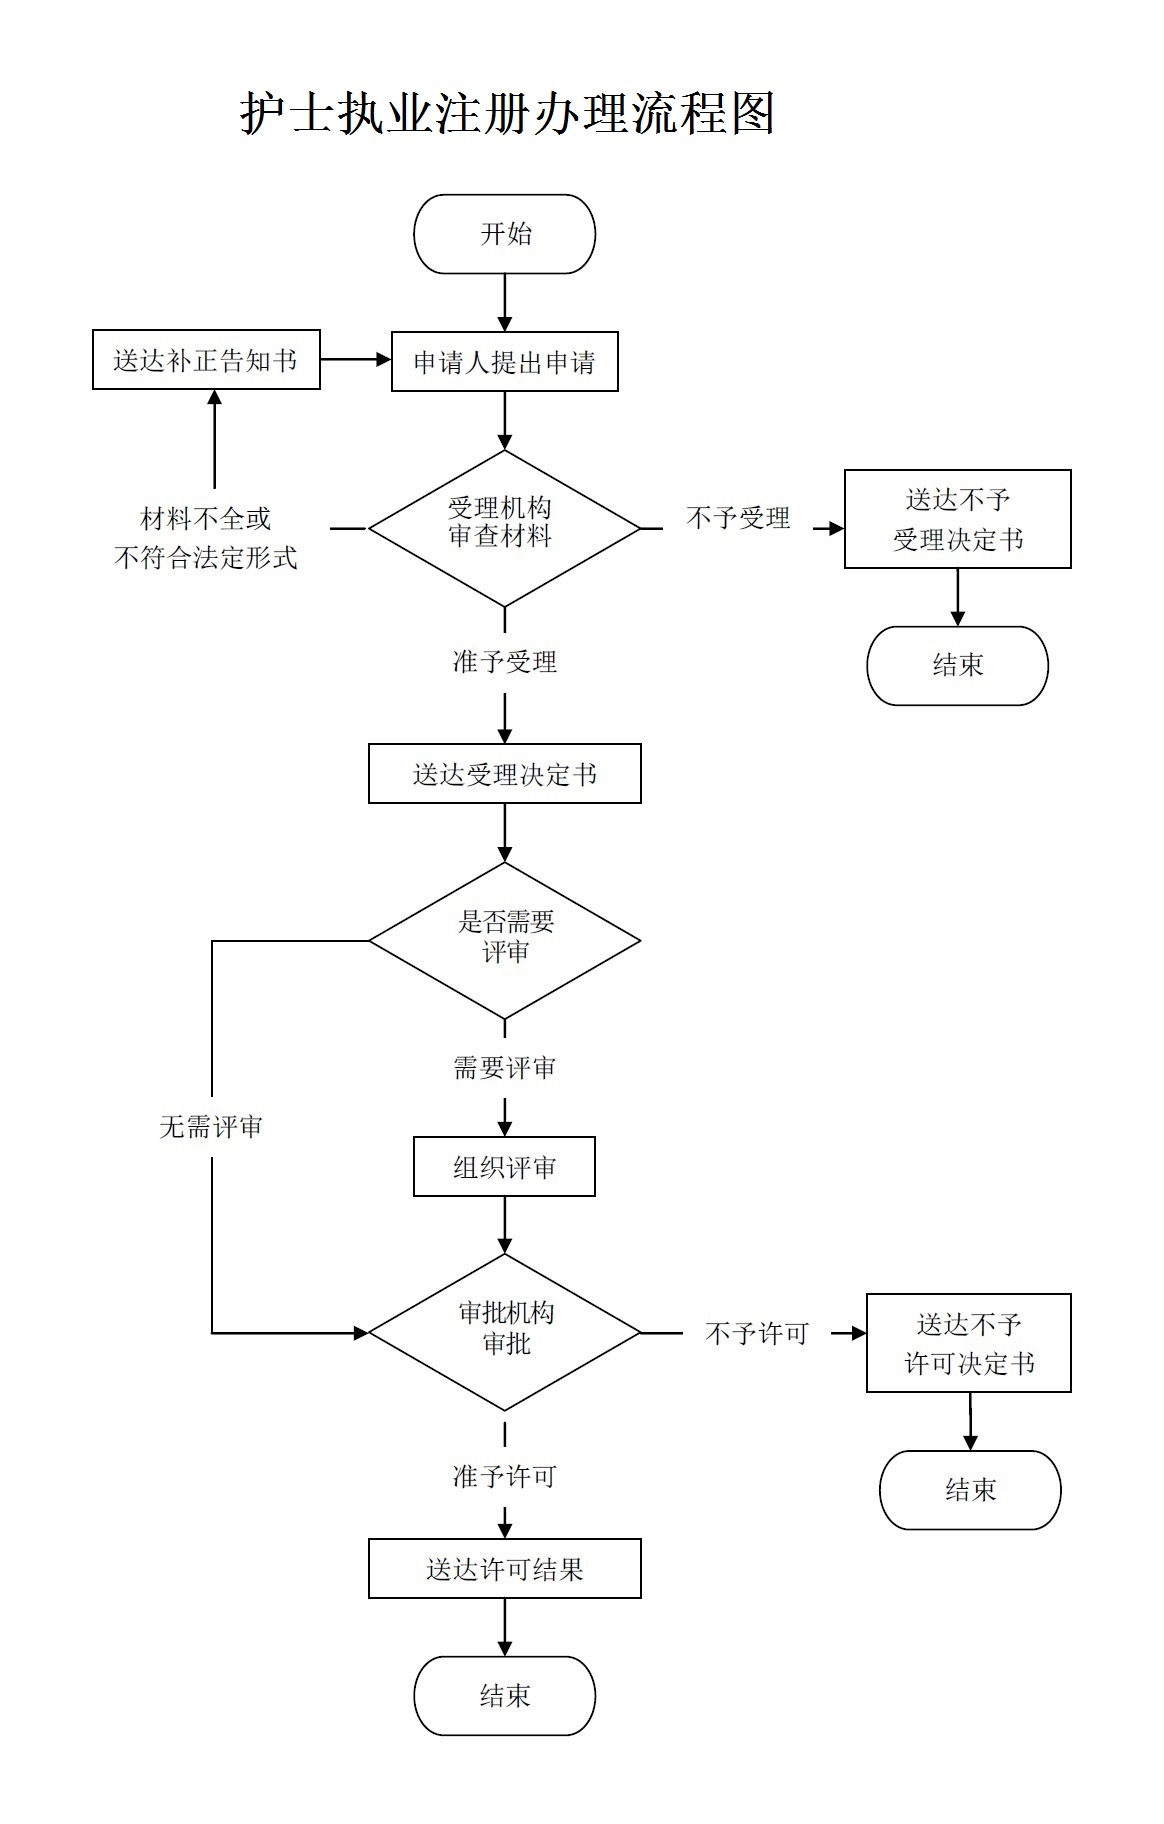 护士执业注册办理流程图
开始
送达补正告知书
申请人提出申请
受理机构
审查材料
材料不全或
不符合法定形式
不予受理
送达不予
受理决定书
结束
准予受理
送达受理决定书
是否需要
评审
需要评审
无需评审
组织评审
审批机构
审批
不予许可
送达不予
许可决定书
结束
准予许可
送达许可结果
结束